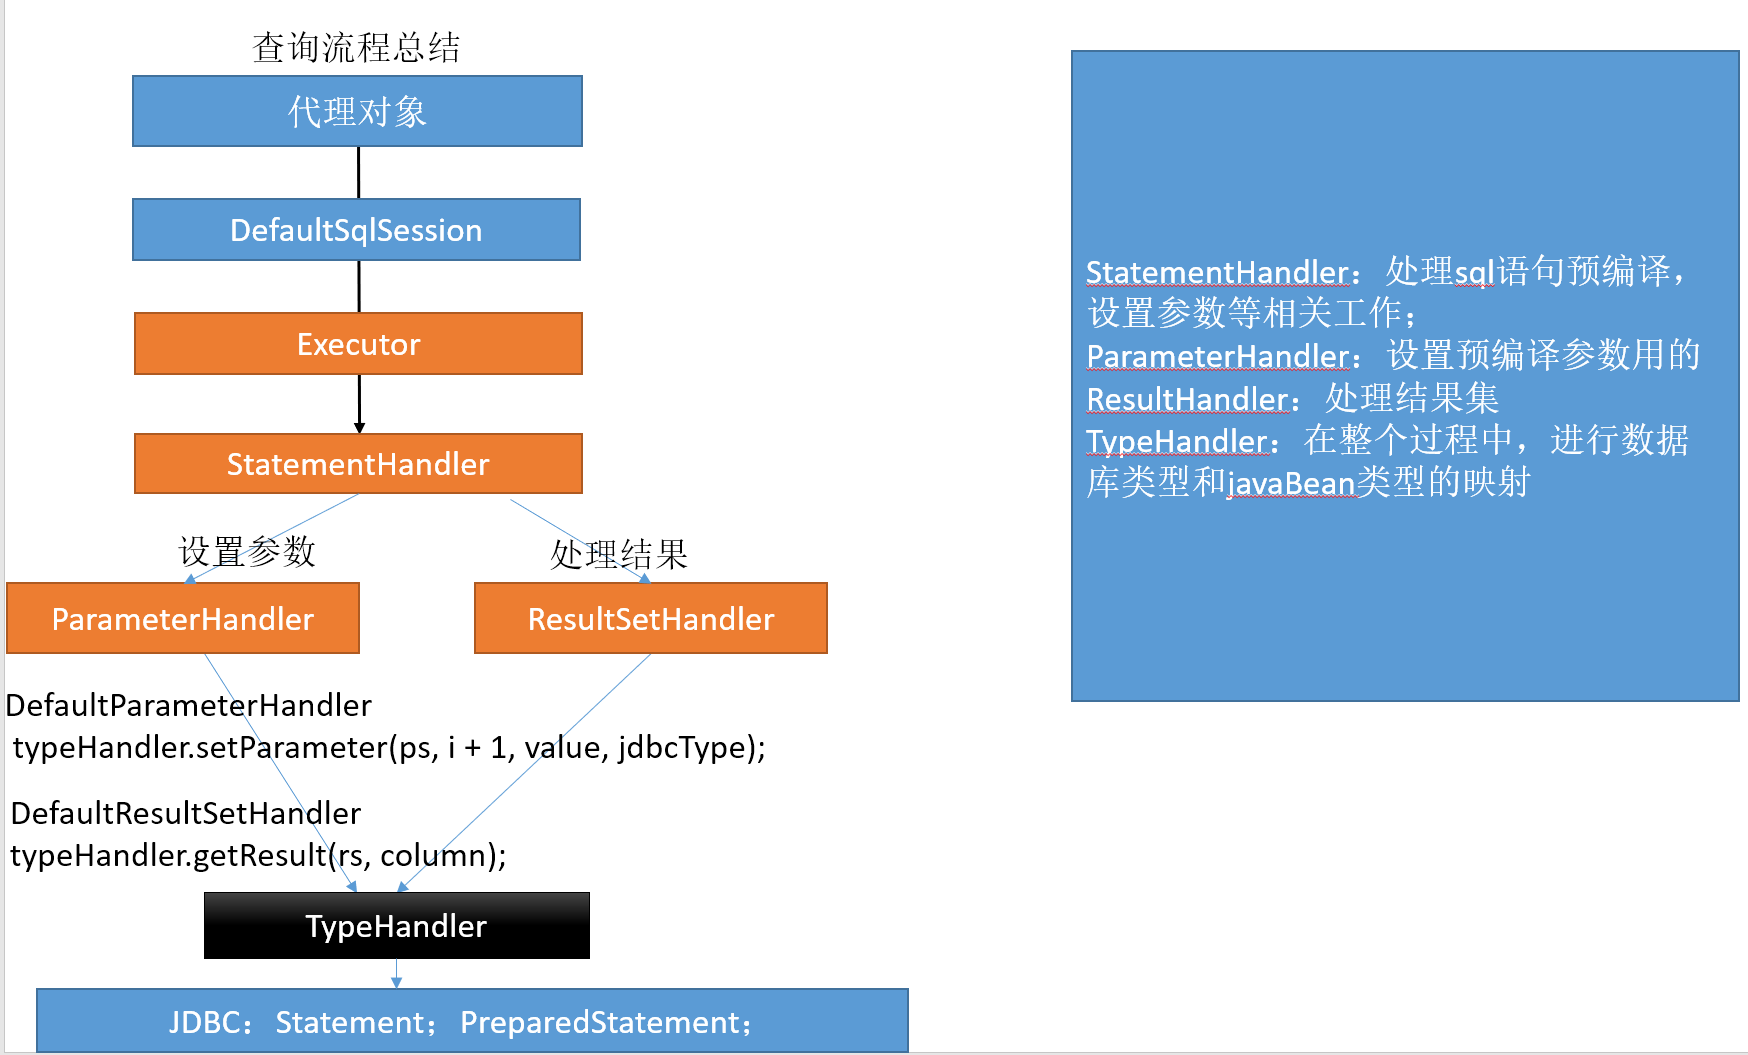 查询流程总结
代理对象
DefaultSqlSession
Executor
StatementHandler
设置参数
处理结果
ParameterHandler
ResultSetHandler
DefaultParameterHandler
typeHandler.setParameter(ps, i + 1, value, jdbcType);
DefaultResultSetHandler
typeHandler.getResult(rs, column);
TypeHandler
JDBC：Statement；PreparedStatement；
StatementHandler：处理sql语句预编译，
设置参数等相关工作；
ParameterHandler：设置预编译参数用的
ResultHandler：处理结果集
TypeHandler：在整个过程中，进行数据
库类型和javaBean类型的映射